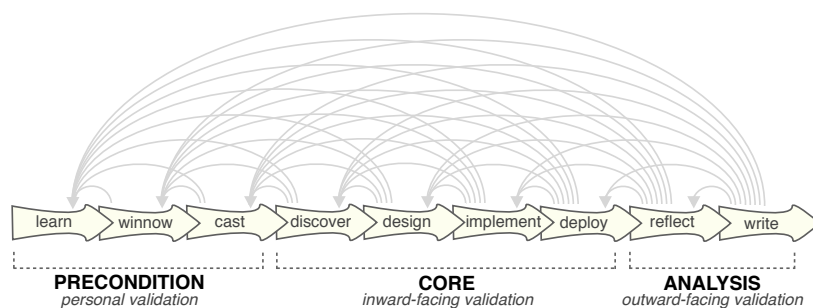 learn winnow cast discover design implement deploy reflect write
PRECONDITION CORE ANALYSIS
personal validation inward-facing validation outward-facing validation